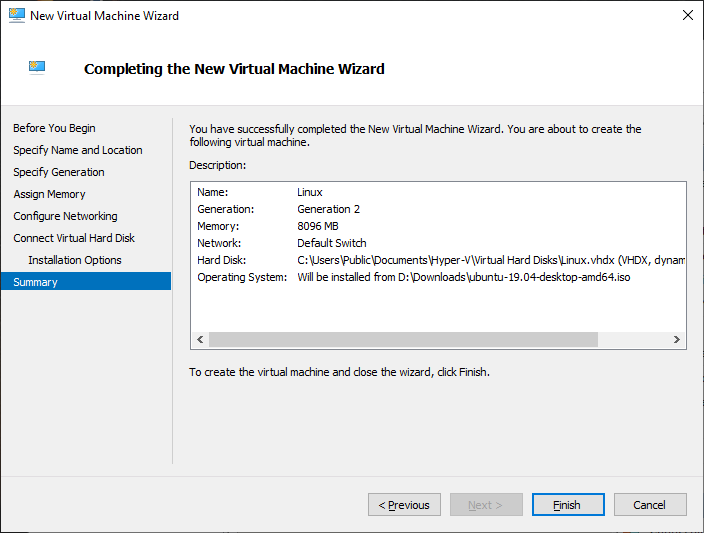 New Virtual Machine Wizard
Completing the New Virtual Machine Wizard
Before You Begin
Specify Name and Location
Specify Generation
Assign Memory
Configure Networking
Connect Virtual Hard Disk
Installation Options
Summary
You have successfully completed the New Virtual Machine Wizard. You are about to create the
following virtual machine.
Description:
Name: Linux
Generation: Generation 2
Memory: 8096 MB
Network: Default Switch
Hard Disk: C:\Users\Public\Documents\Hyper-V\Virtual Hard Disks\Linux.vhdx (VHDX, dynam
Operating System: Will be installed from D:\Downloads\ubuntu-19.04-desktop-amd64.iso
To create the virtual machine and close the wizard, click Finish.
< Previous Next > Finish Cancel